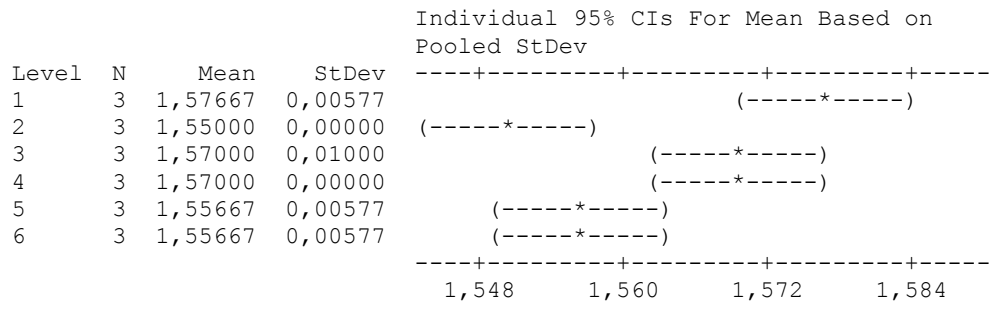 Individual 95% CIs For Mean Based on
                            Pooled StDev
Level  N     Mean    StDev  ----+---------+---------+---------+-----
1      3  1,57667  0,00577                        (-----*-----)
2      3  1,55000  0,00000  (-----*-----)
3      3  1,57000  0,01000                  (-----*-----)
4      3  1,57000  0,00000                  (-----*-----)
5      3  1,55667  0,00577       (-----*-----)
6      3  1,55667  0,00577       (-----*-----)
                            ----+---------+---------+---------+-----
                              1,548     1,560     1,572     1,584